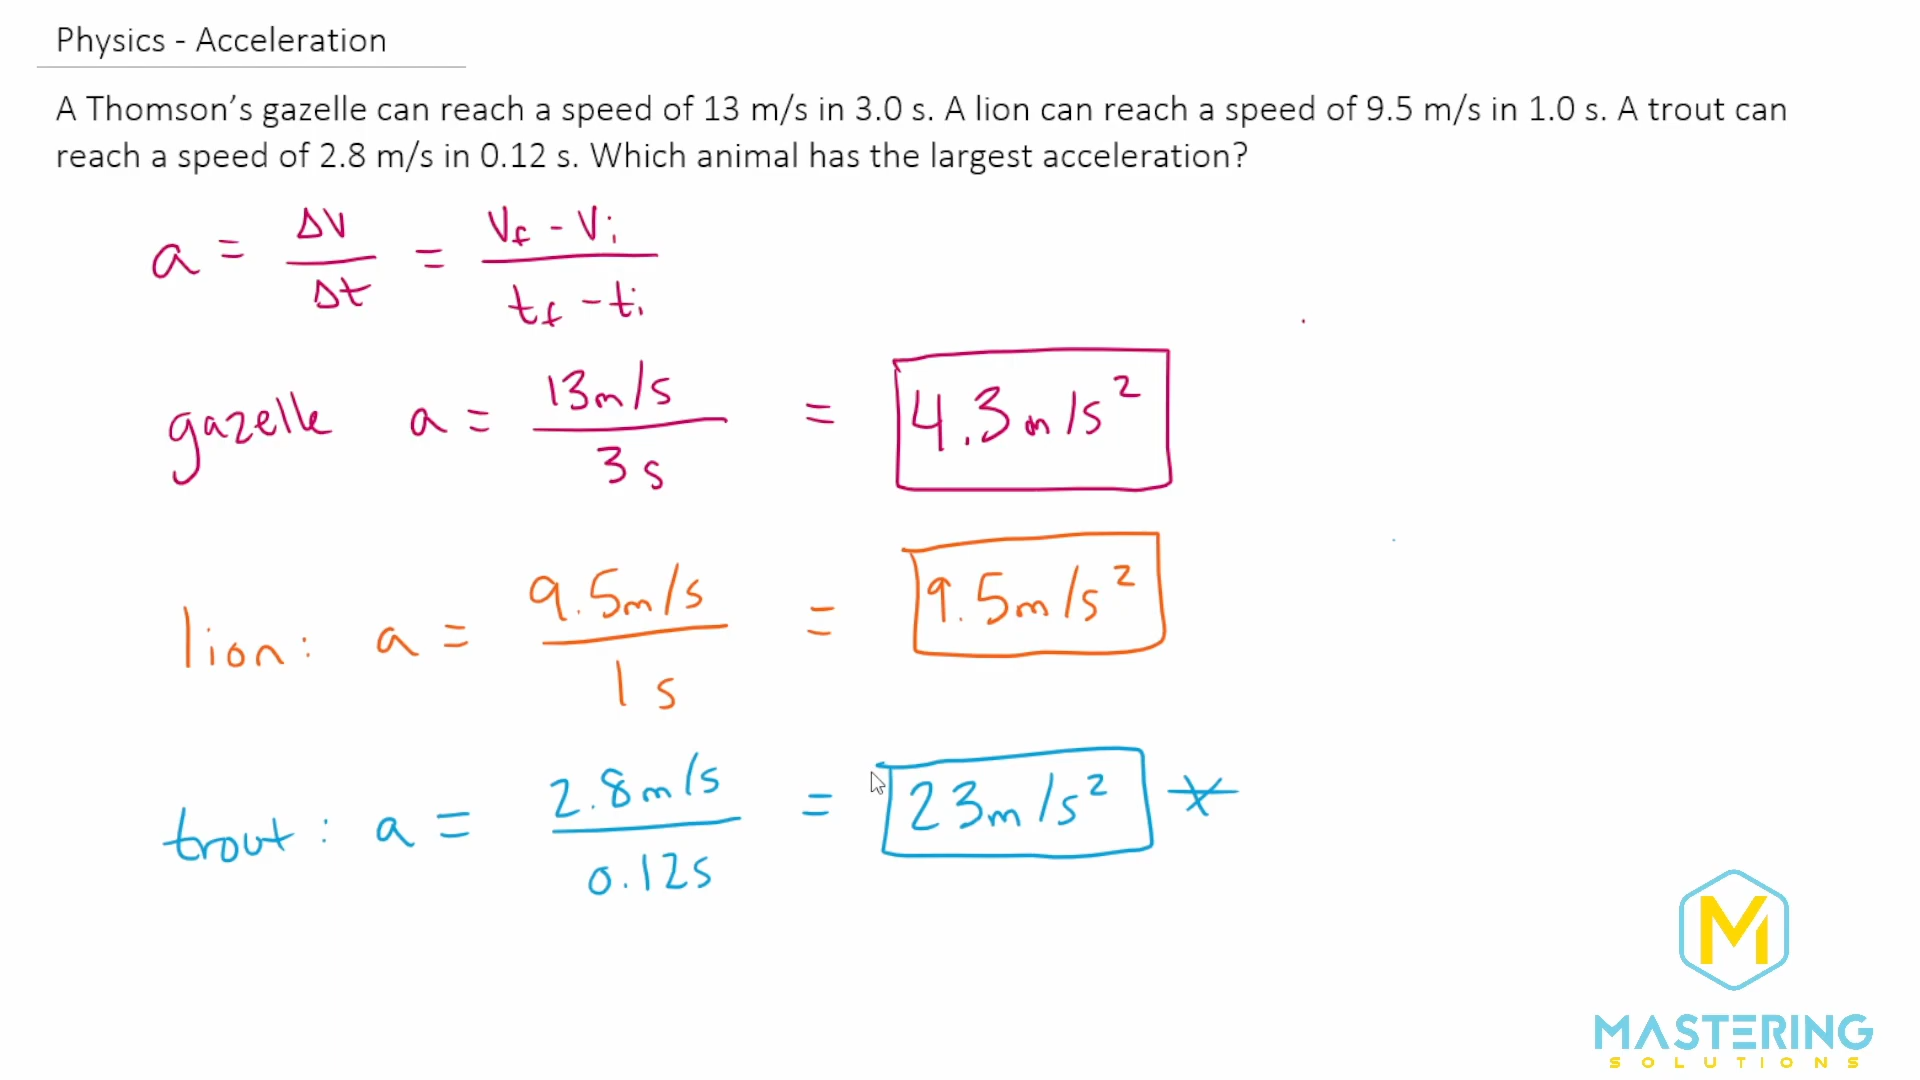 Physics - Acceleration
A Thomson’s gazelle can reach a speed of 13 m/s in 3.0 s. A lion can reach a speed of 9.5 m/s in 1.0 s. A trout can
reach a speed of 2.8 m/s in 0.12 s. Which animal has the largest acceleration?
a = Δv / Δt = (Vf - Vi) / (tf - ti)
gazelle a = 13m/s / 3s = 4.3m/s²
lion: a = 9.5m/s / 1s = 9.5m/s²
trout: a = 2.8m/s / 0.12s = 23m/s² *
M
MASTERING
SOLUTIONS